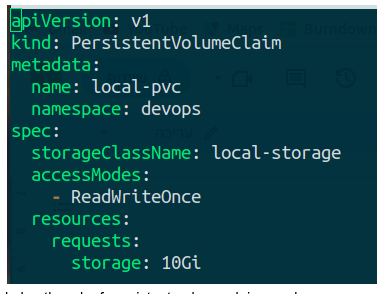 apiVersion: v1
kind: PersistentVolumeClaim
metadata:
  name: local-pvc
  namespace: devops
spec:
  storageClassName: local-storage
  accessModes:
    - ReadWriteOnce
  resources:
    requests:
      storage: 10Gi